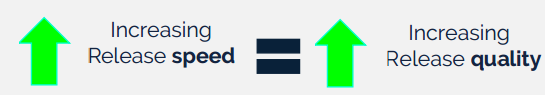 Increasing
Release speed
Increasing
Release quality